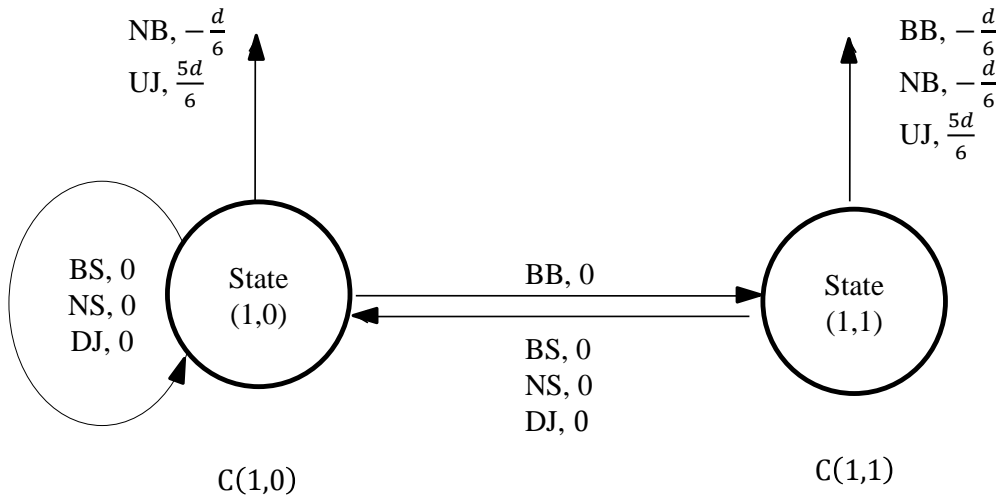 NB, −d/6
UJ, 5d/6
BB, −d/6
NB, −d/6
UJ, 5d/6
BS, 0
NS, 0
DJ, 0
State
(1,0)
BB, 0
BS, 0
NS, 0
DJ, 0
State
(1,1)
C(1,0)
C(1,1)